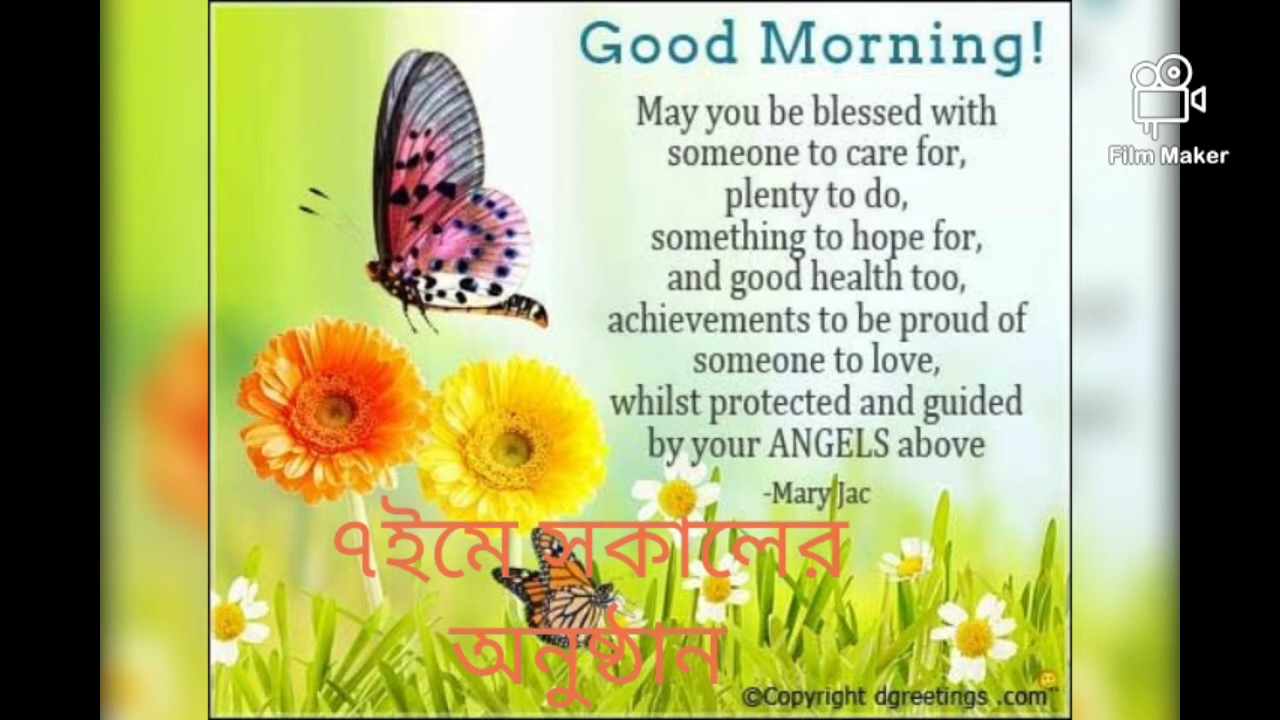 Good Morning!
May you be blessed with
someone to care for,
plenty to do,
something to hope for,
and good health too,
achievements to be proud of
someone to love,
whilst protected and guided
by your ANGELS above
-Mary Jac
৭ইমে সকালের
অনুষ্ঠান
©Copyright dgreetings .com
Film Maker